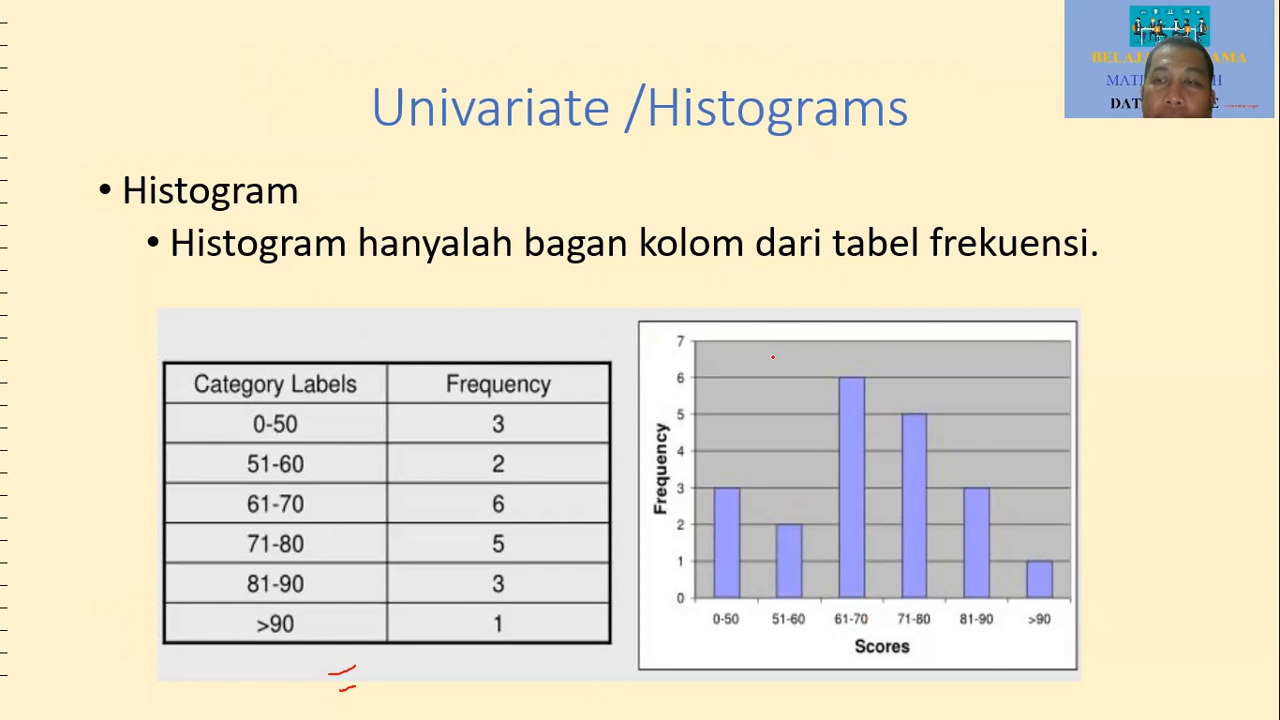 Univariate /Histograms
• Histogram
• Histogram hanyalah bagan kolom dari tabel frekuensi.
Category Labels Frequency
0-50 3
51-60 2
61-70 6
71-80 5
81-90 3
>90 1
Frequency
7
6
5
4
3
2
1
0
0-50 51-60 61-70 71-80 81-90 >90
Scores